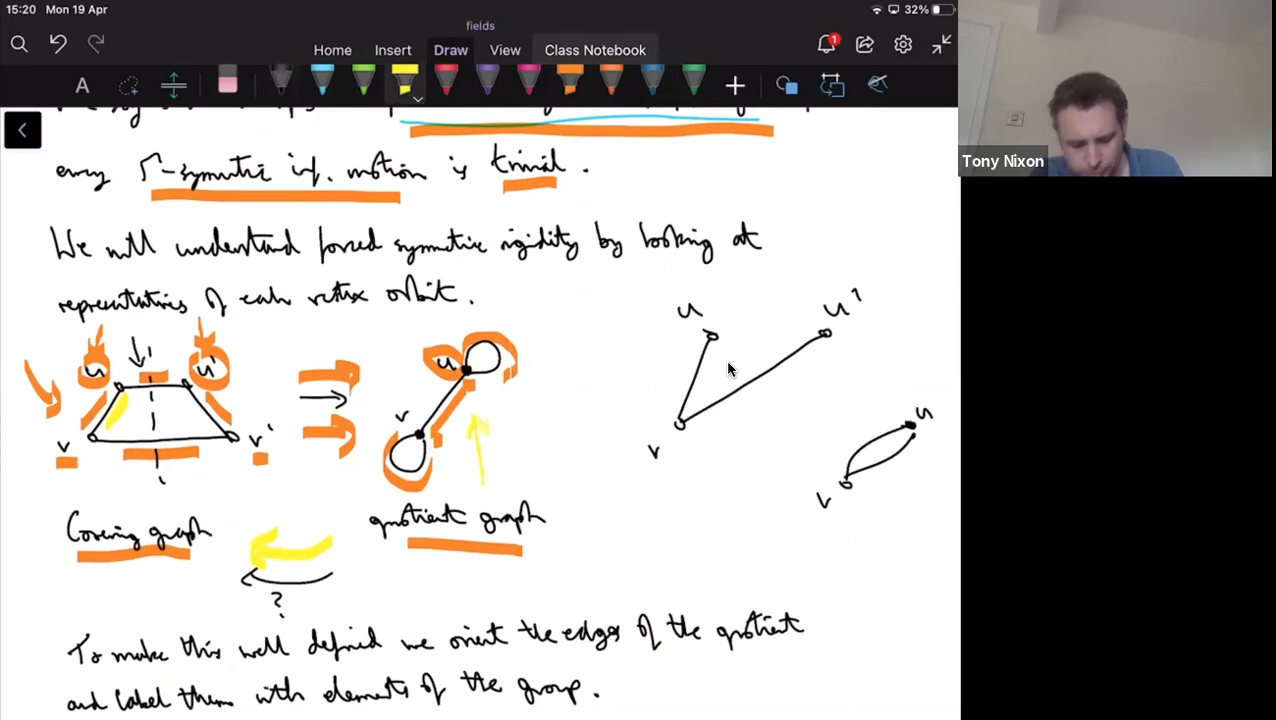 15:20 Mon 19 Apr
32%
fields
Home Insert Draw View Class Notebook
1
A
Tony Nixon
every Γ-symmetric inf. motion is trivial.
We will understand forced symmetric rigidity by looking at
representatives of each vertex orbit.
u u'
v v'
u
v
u u'
v
u
v
Covering graph
quotient graph
?
To make this well defined we orient the edges of the quotient
and label them with elements of the group.